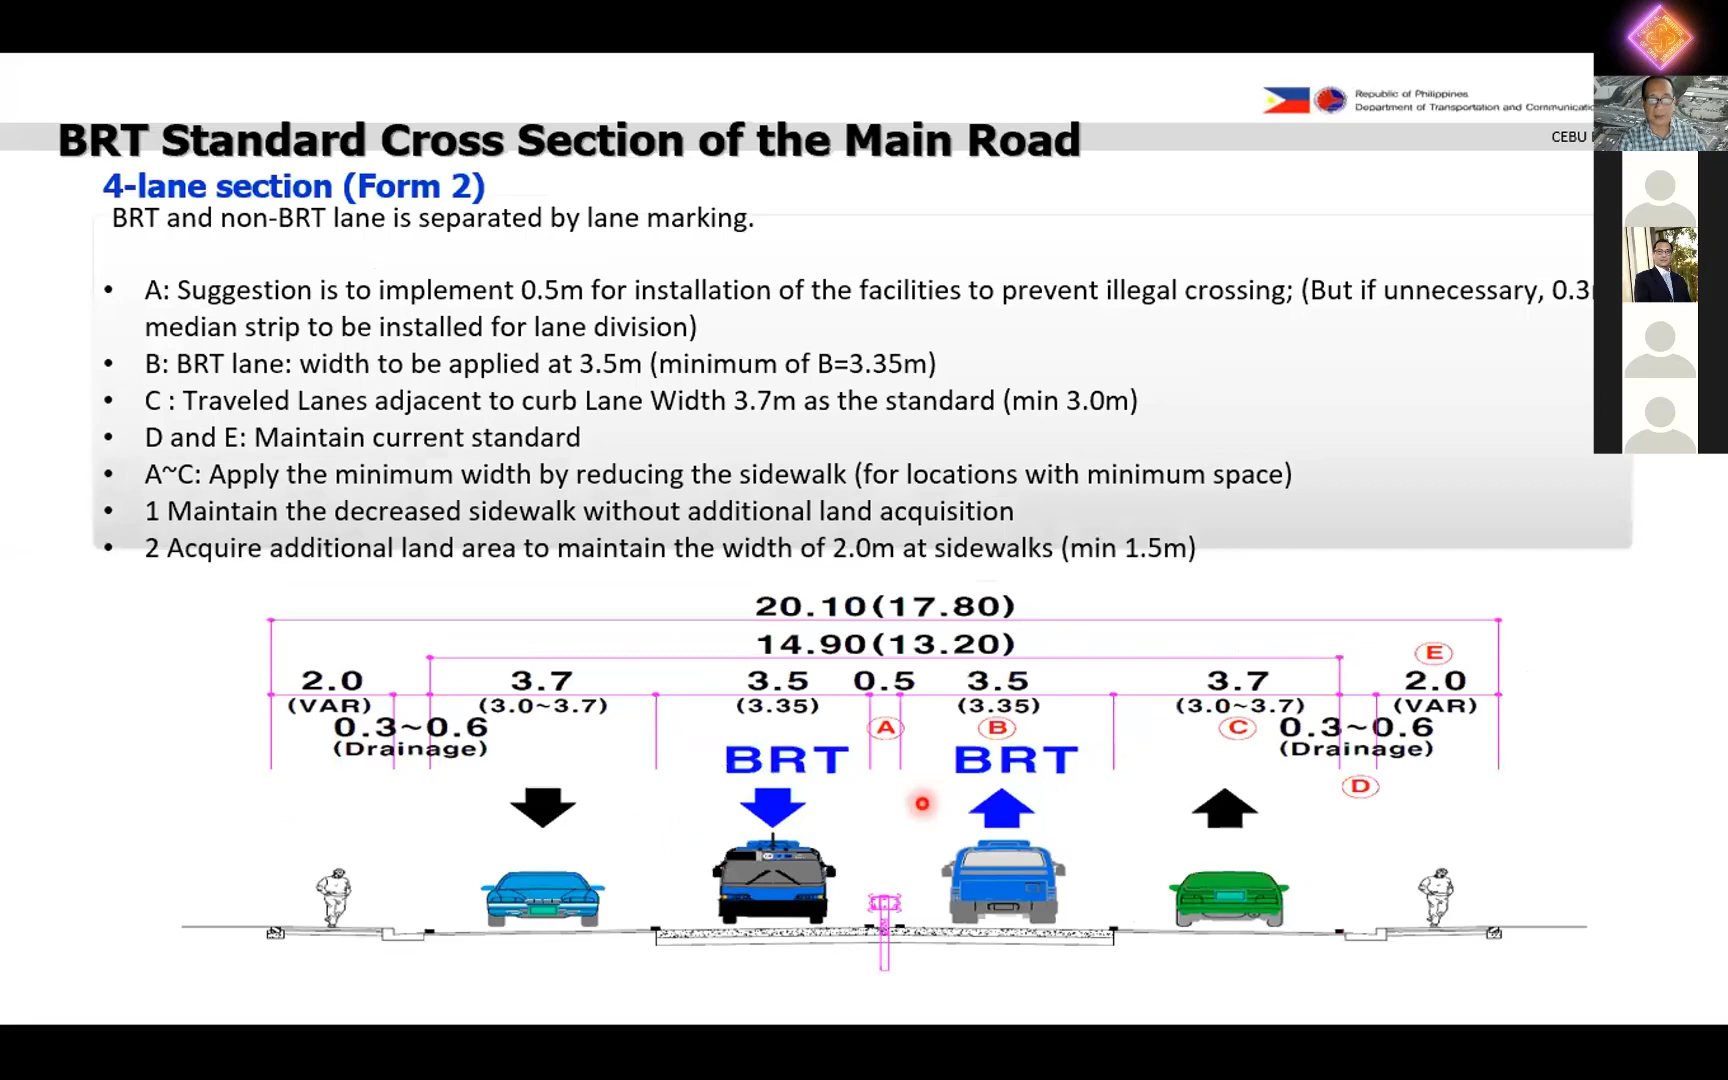 Republic of Philippines
Department of Transportation and Communicatic
CEBU
BRT Standard Cross Section of the Main Road
4-lane section (Form 2)
BRT and non-BRT lane is separated by lane marking.
• A: Suggestion is to implement 0.5m for installation of the facilities to prevent illegal crossing; (But if unnecessary, 0.3
median strip to be installed for lane division)
• B: BRT lane: width to be applied at 3.5m (minimum of B=3.35m)
• C : Traveled Lanes adjacent to curb Lane Width 3.7m as the standard (min 3.0m)
• D and E: Maintain current standard
• A~C: Apply the minimum width by reducing the sidewalk (for locations with minimum space)
• 1 Maintain the decreased sidewalk without additional land acquisition
• 2 Acquire additional land area to maintain the width of 2.0m at sidewalks (min 1.5m)
20.10(17.80)
14.90(13.20)
E
2.0 3.7 3.5 0.5 3.5 3.7 2.0
(VAR) (3.0~3.7) (3.35) (3.35) (3.0~3.7) (VAR)
0.3~0.6 A B C 0.3~0.6
(Drainage) (Drainage)
BRT BRT
D